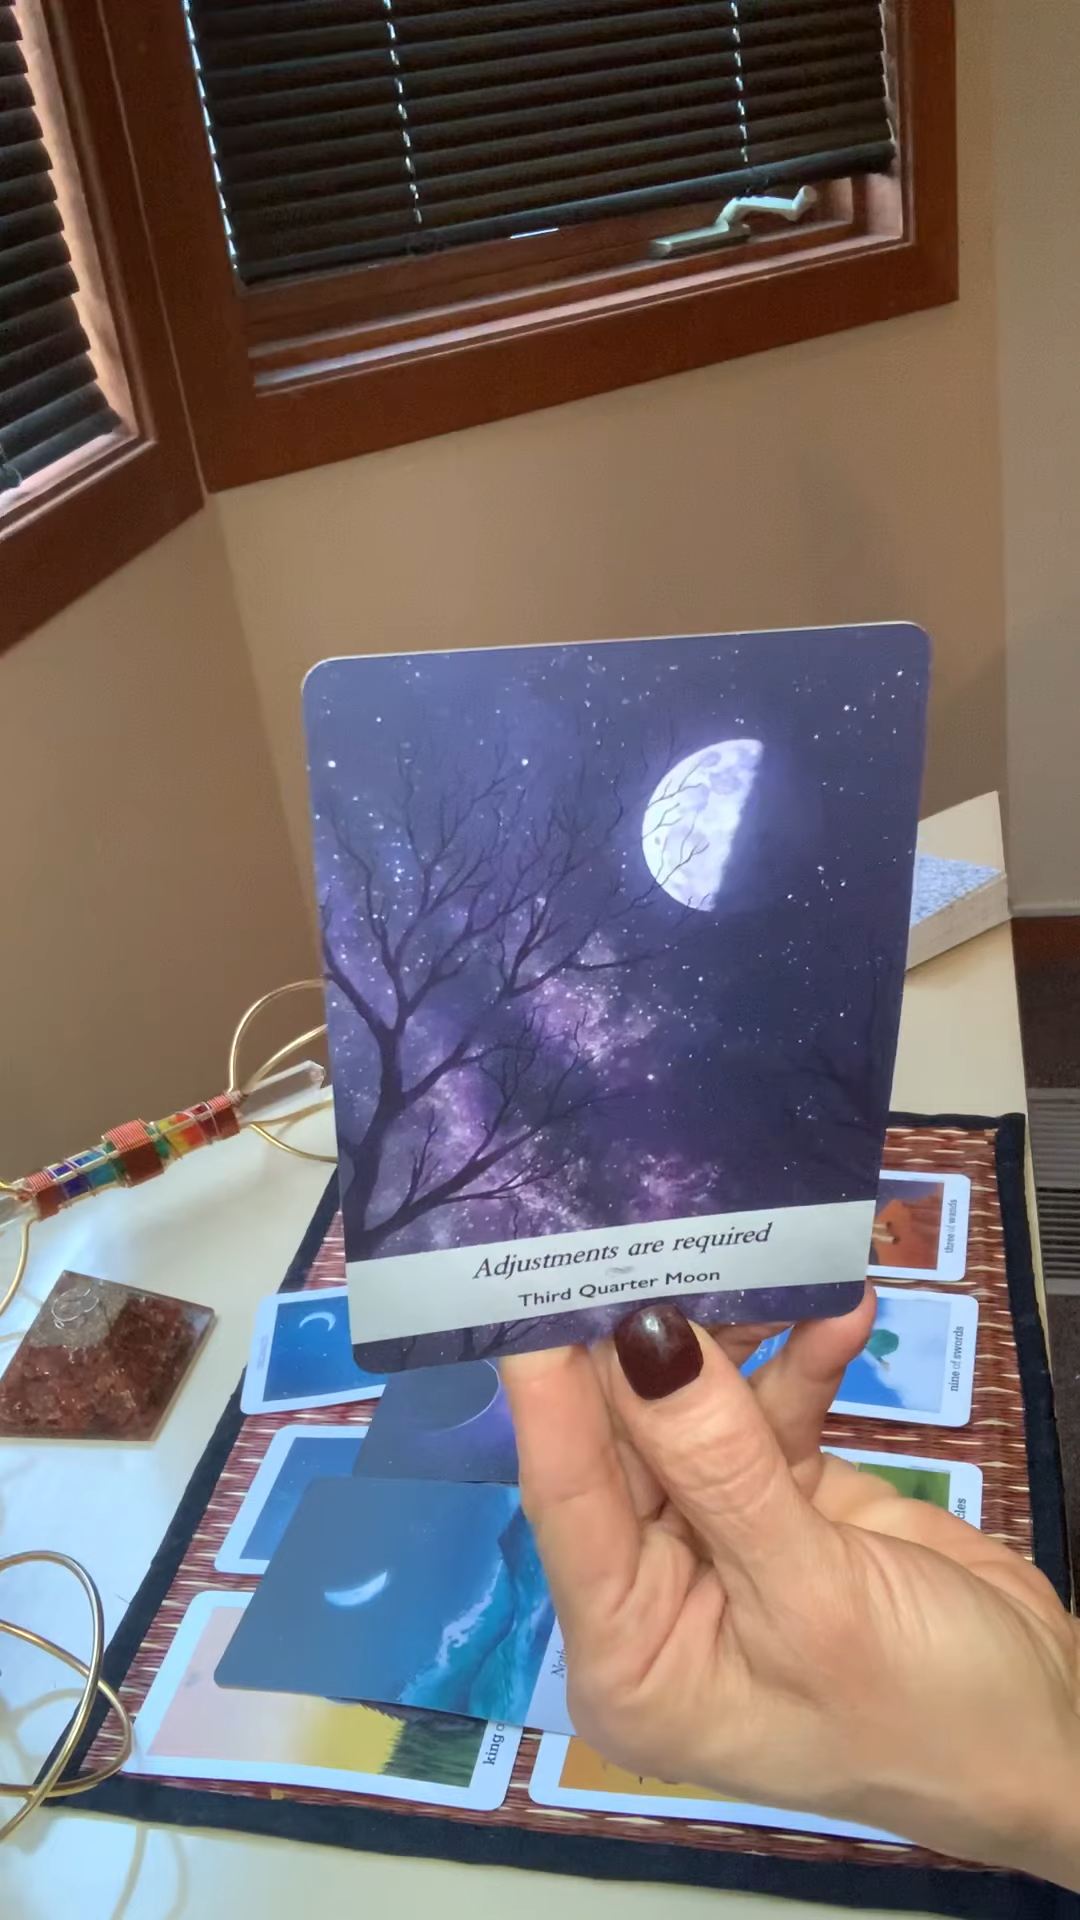 Adjustments are required
Third Quarter Moon
three of wands
nine of swords
king